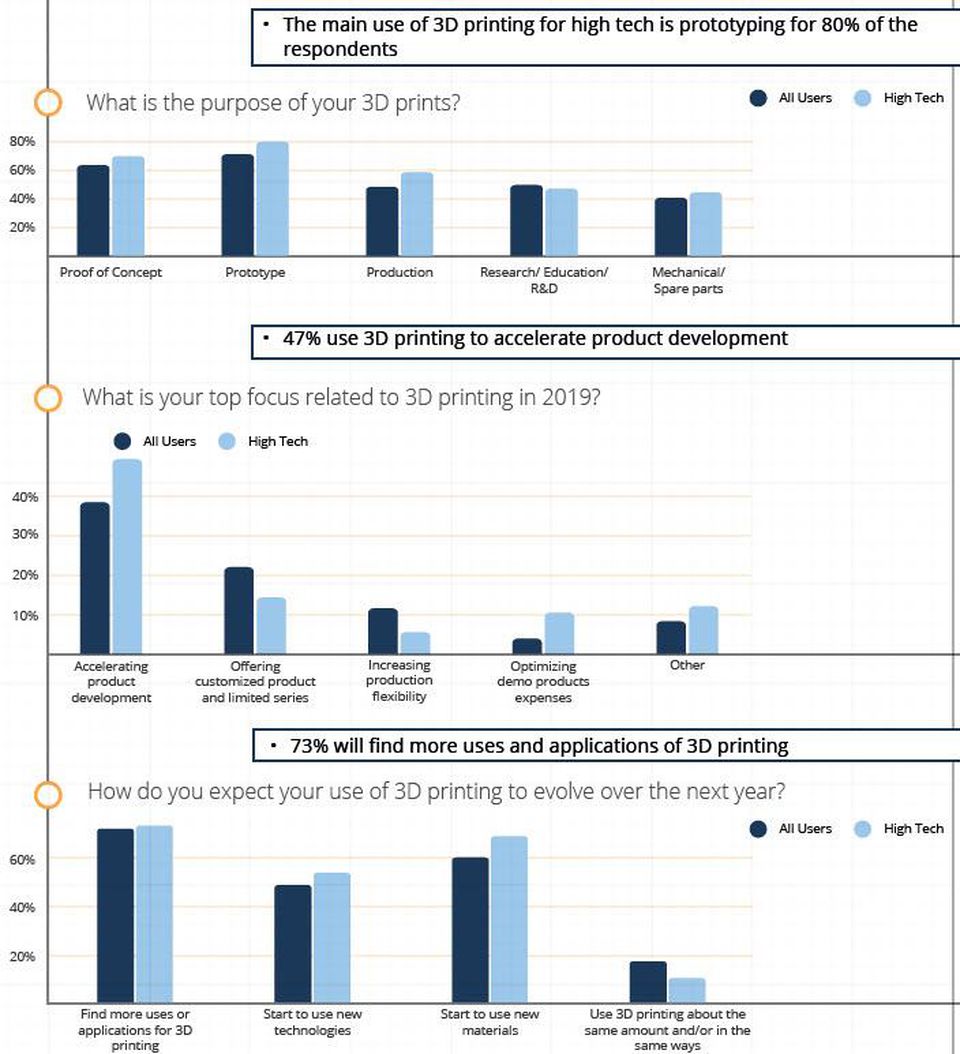 • The main use of 3D printing for high tech is prototyping for 80% of the
respondents
What is the purpose of your 3D prints?
All Users
High Tech
80%
60%
40%
20%
Proof of Concept
Prototype
Production
Research/ Education/
R&D
Mechanical/
Spare parts
• 47% use 3D printing to accelerate product development
What is your top focus related to 3D printing in 2019?
All Users
High Tech
40%
30%
20%
10%
Accelerating
product
development
Offering
customized product
and limited series
Increasing
production
flexibility
Optimizing
demo products
expenses
Other
• 73% will find more uses and applications of 3D printing
How do you expect your use of 3D printing to evolve over the next year?
All Users
High Tech
60%
40%
20%
Find more uses or
applications for 3D
printing
Start to use new
technologies
Start to use new
materials
Use 3D printing about the
same amount and/or in the
same ways